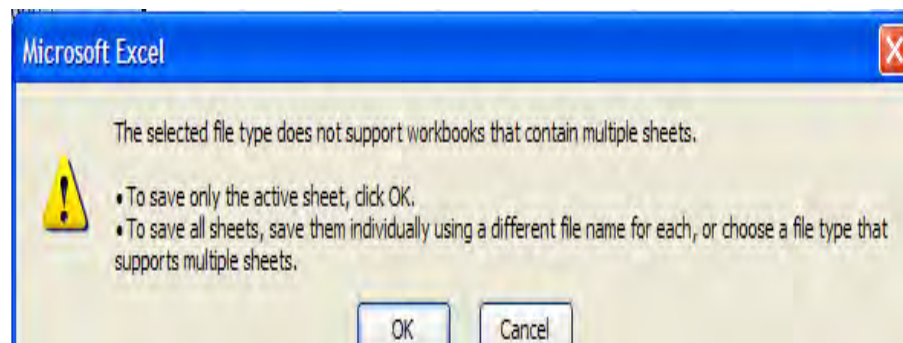 Microsoft Excel
The selected file type does not support workbooks that contain multiple sheets.
• To save only the active sheet, click OK.
• To save all sheets, save them individually using a different file name for each, or choose a file type that
supports multiple sheets.
OK Cancel